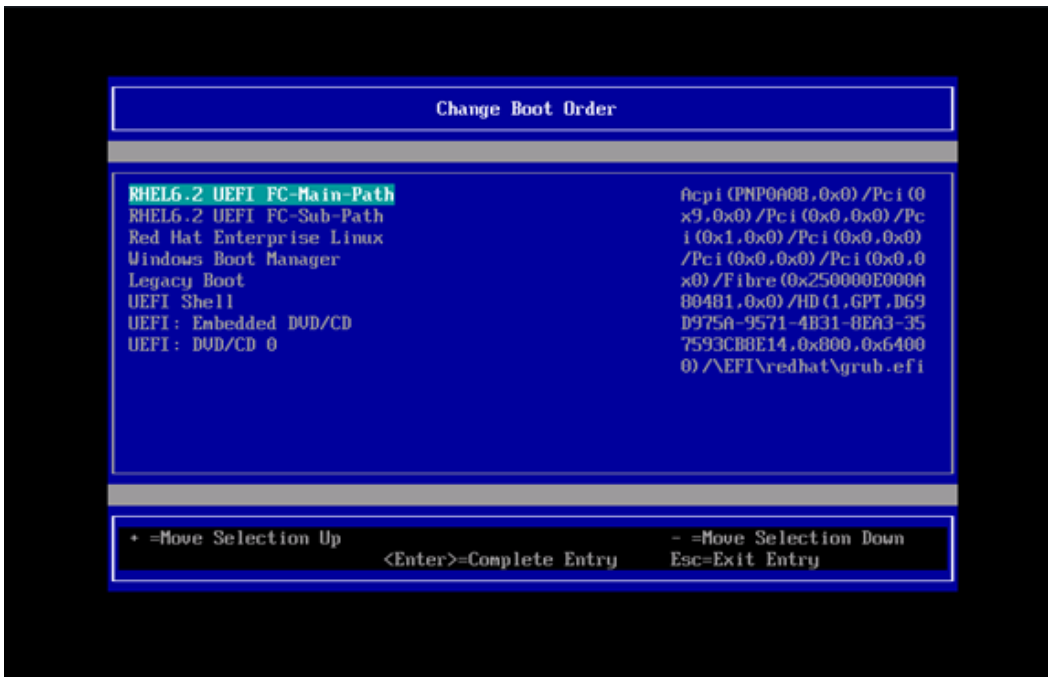 Change Boot Order
RHEL6.2 UEFI FC-Main-Path
RHEL6.2 UEFI FC-Sub-Path
Red Hat Enterprise Linux
Windows Boot Manager
Legacy Boot
UEFI Shell
UEFI: Embedded DVD/CD
UEFI: DVD/CD 0
Acpi(PNP0A08,0x0)/Pci(0
x9,0x0)/Pci(0x0,0x0)/Pc
i(0x1,0x0)/Pci(0x0,0x0)
/Pci(0x0,0x0)/Pci(0x0,0
x0)/Fibre(0x250000E000A
80481,0x0)/HD(1,GPT,D69
D975A-9571-4B31-8EA3-35
7593CB8E14,0x800,0x6400
0)/\EFI\redhat\grub.efi
+ =Move Selection Up
- =Move Selection Down
<Enter>=Complete Entry
Esc=Exit Entry